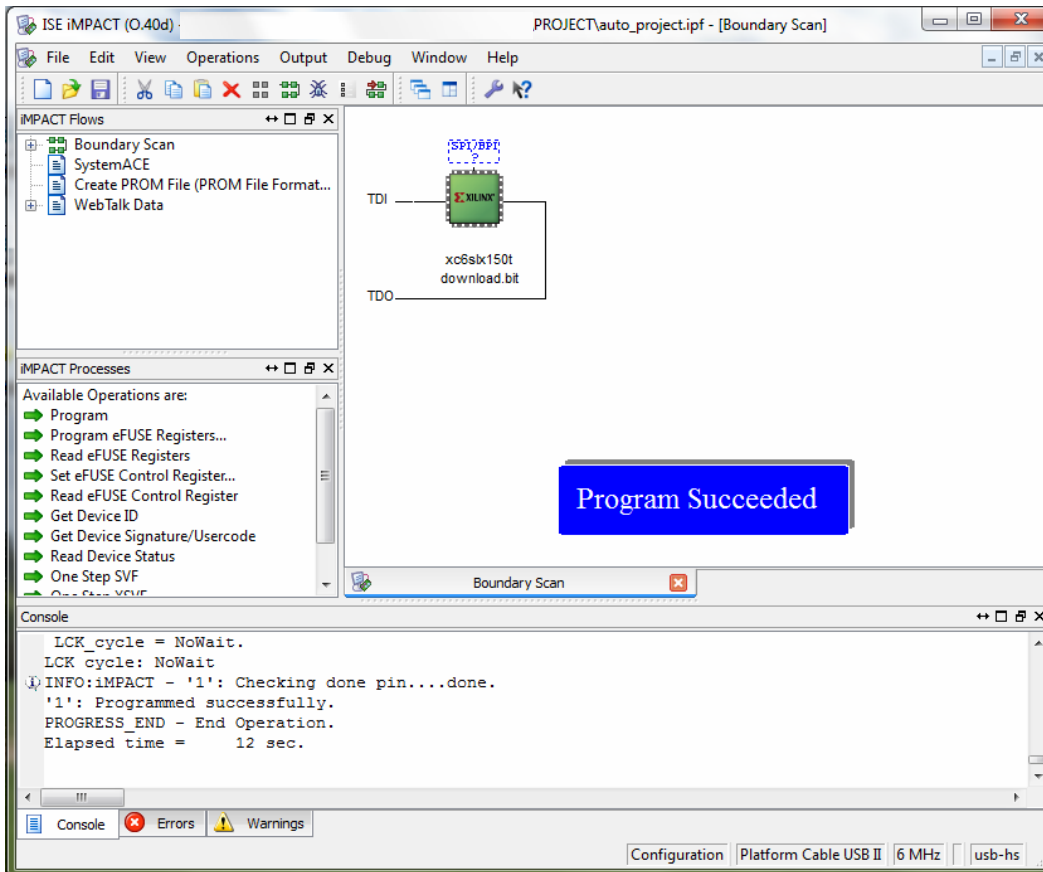 ISE iMPACT (O.40d) - PROJECT\auto_project.ipf - [Boundary Scan]
File Edit View Operations Output Debug Window Help
iMPACT Flows
Boundary Scan
SystemACE
Create PROM File (PROM File Format...
WebTalk Data
SPI/BPI
?
TDI
XILINX
xc6slx150t
download.bit
TDO
iMPACT Processes
Available Operations are:
Program
Program eFUSE Registers...
Read eFUSE Registers
Set eFUSE Control Register...
Read eFUSE Control Register
Get Device ID
Get Device Signature/Usercode
Read Device Status
One Step SVF
One Step XSVF
Program Succeeded
Boundary Scan
Console
LCK_cycle = NoWait.
LCK cycle: NoWait
INFO:iMPACT - '1': Checking done pin....done.
'1': Programmed successfully.
PROGRESS_END - End Operation.
Elapsed time = 12 sec.
Console Errors Warnings
Configuration Platform Cable USB II 6 MHz usb-hs